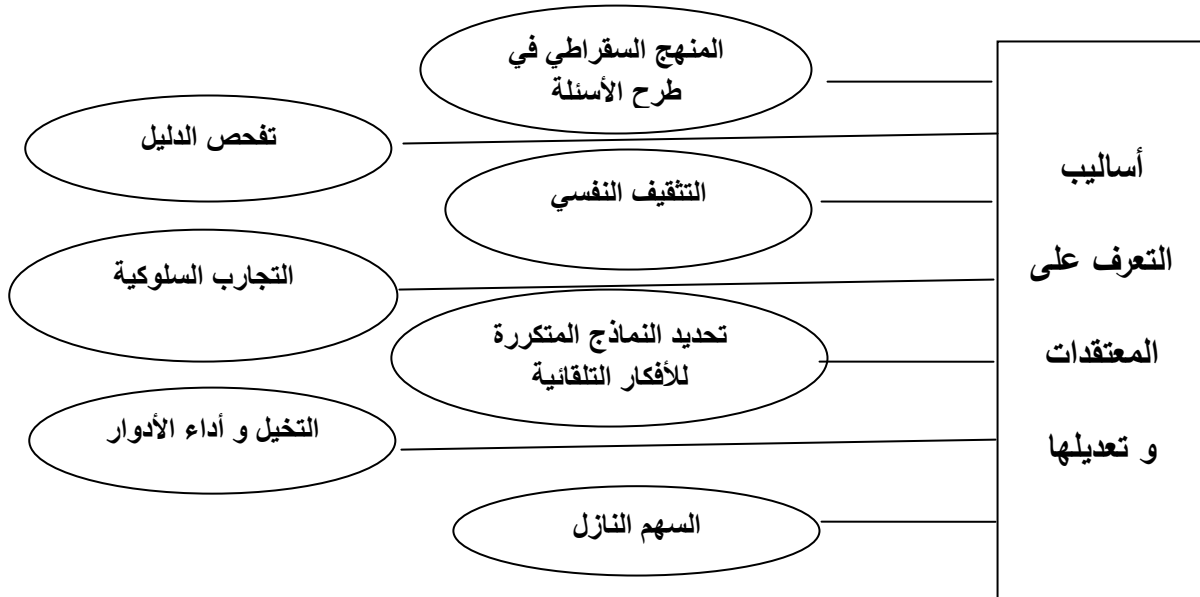 أساليب
التعرف على
المعتقدات
و تعديلها
المنهج السقراطي في
طرح الأسئلة
تفحص الدليل
التثقيف النفسي
التجارب السلوكية
تحديد النماذج المتكررة
للأفكار التلقائية
التخيل و أداء الأدوار
السهم النازل